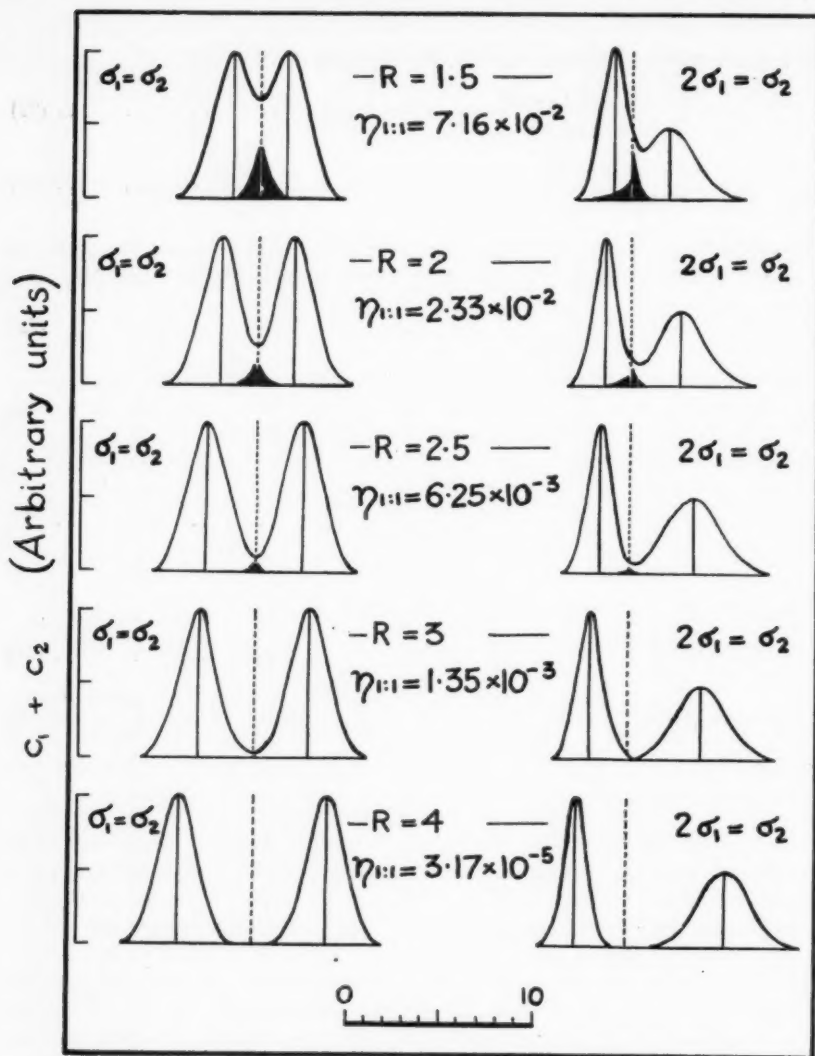 σ₁=σ₂ —R = 1·5 — 2σ₁ = σ₂
η₁:₁ = 7·16×10⁻²
σ₁=σ₂ —R = 2 — 2σ₁ = σ₂
η₁:₁ = 2·33×10⁻²
σ₁=σ₂ —R = 2·5 — 2σ₁ = σ₂
η₁:₁ = 6·25×10⁻³
σ₁=σ₂ —R = 3 — 2σ₁ = σ₂
η₁:₁ = 1·35×10⁻³
σ₁=σ₂ —R = 4 — 2σ₁ = σ₂
η₁:₁ = 3·17×10⁻⁵
C₁ + C₂ (Arbitrary units)
0 10